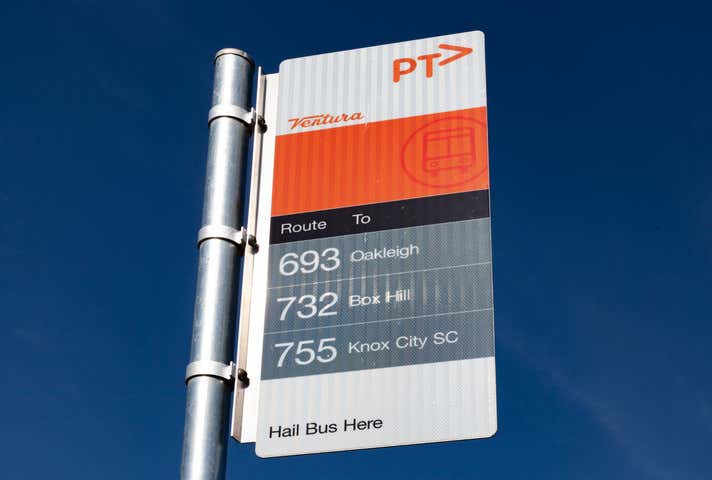 PT>
Ventura
Route To
693 Oakleigh
732 Box Hill
755 Knox City SC
Hail Bus Here